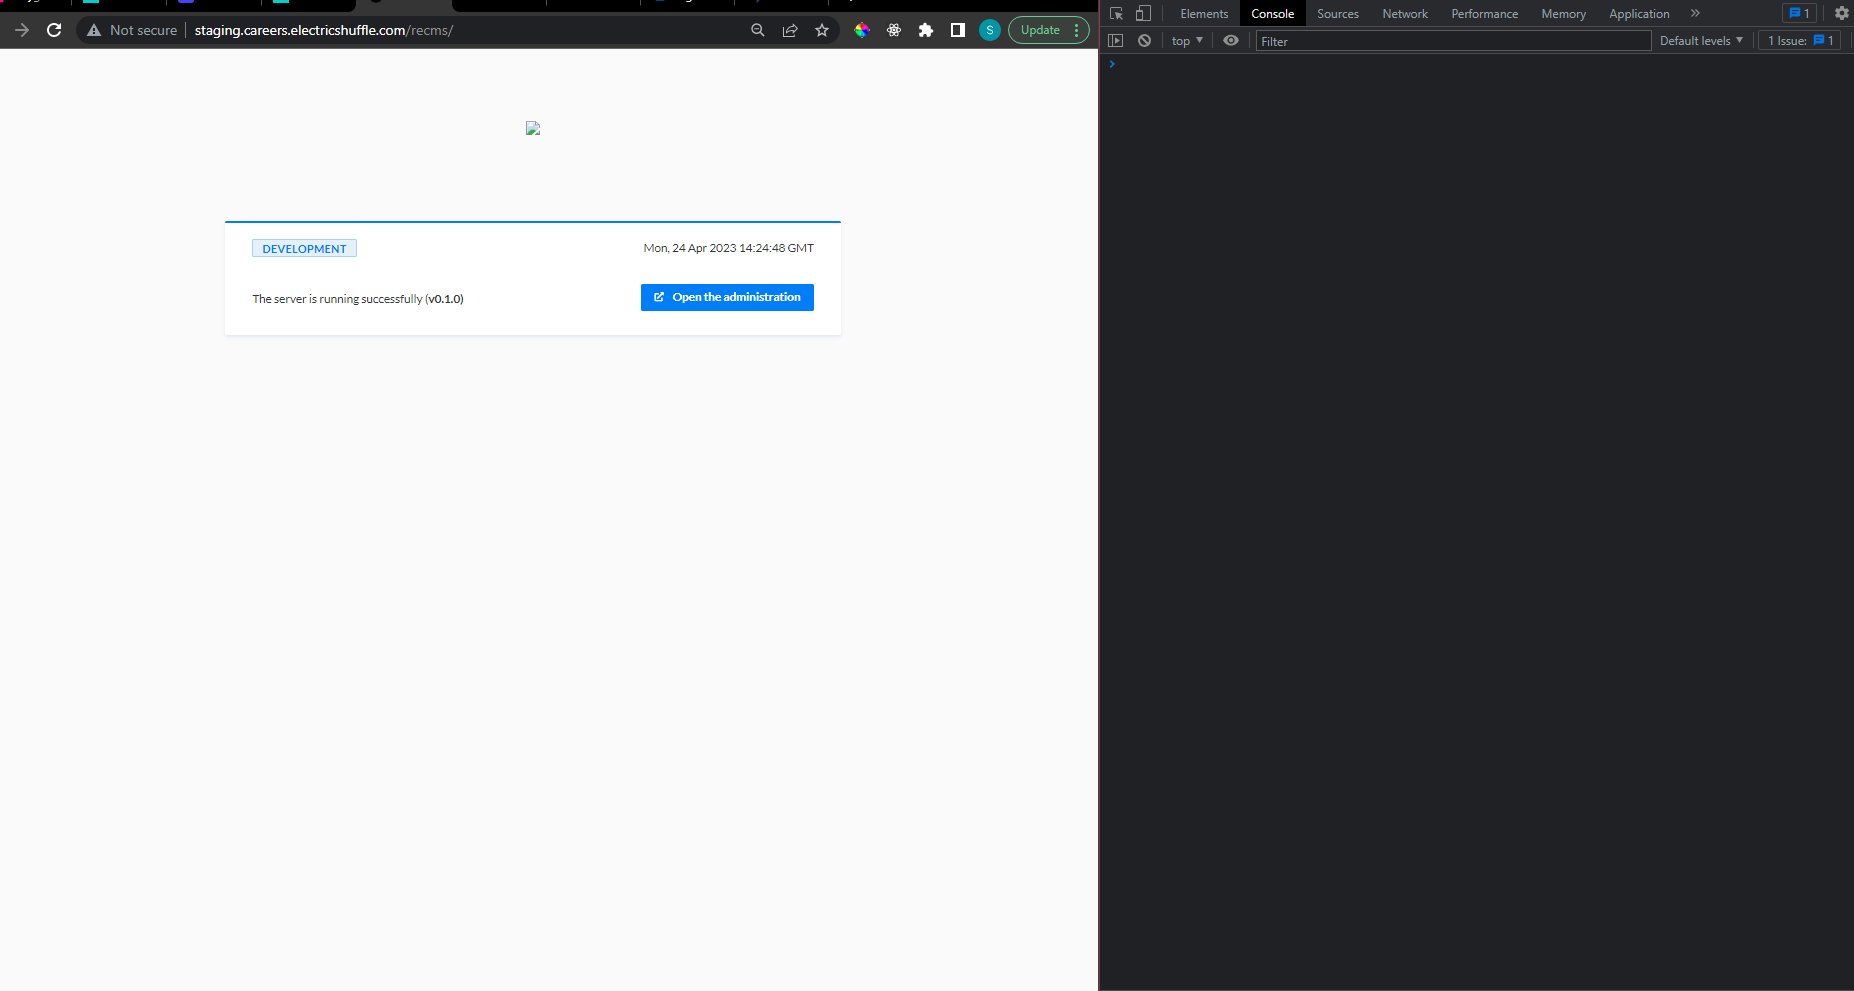 Not secure staging.careers.electricshuffle.com/recms/
S
Update
Elements Console Sources Network Performance Memory Application » 1
top Filter Default levels 1 Issue: 1
DEVELOPMENT
Mon, 24 Apr 2023 14:24:48 GMT
The server is running successfully (v0.1.0)
Open the administration